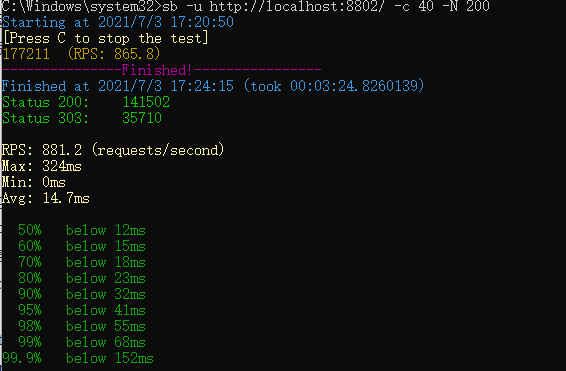 C:\Windows\system32>sb -u http://localhost:8802/ -c 40 -N 200
Starting at 2021/7/3 17:20:50
[Press C to stop the test]
177211  (RPS: 865.8)
---------------Finished!----------------
Finished at 2021/7/3 17:24:15 (took 00:03:24.8260139)
Status 200:    141502
Status 303:    35710
RPS: 881.2 (requests/second)
Max: 324ms
Min: 0ms
Avg: 14.7ms
50%   below 12ms
60%   below 15ms
70%   below 18ms
80%   below 23ms
90%   below 32ms
95%   below 41ms
98%   below 55ms
99%   below 68ms
99.9%   below 152ms